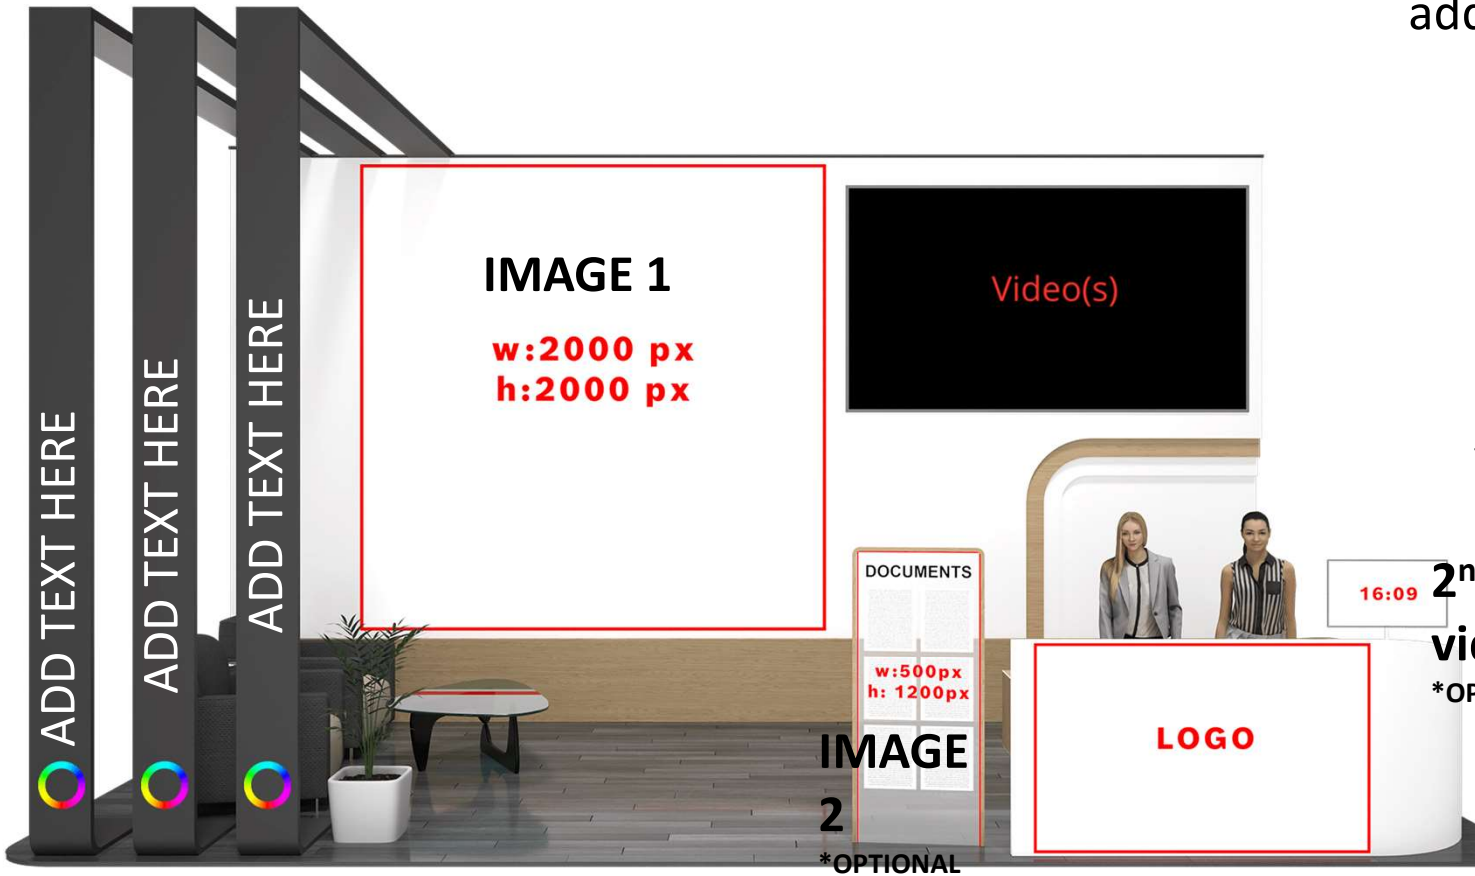 IMAGE 1
w:2000 px
h:2000 px
Video(s)
ADD TEXT HERE
ADD TEXT HERE
ADD TEXT HERE
DOCUMENTS
w:500px
h: 1200px
IMAGE
2
*OPTIONAL
16:09
LOGO